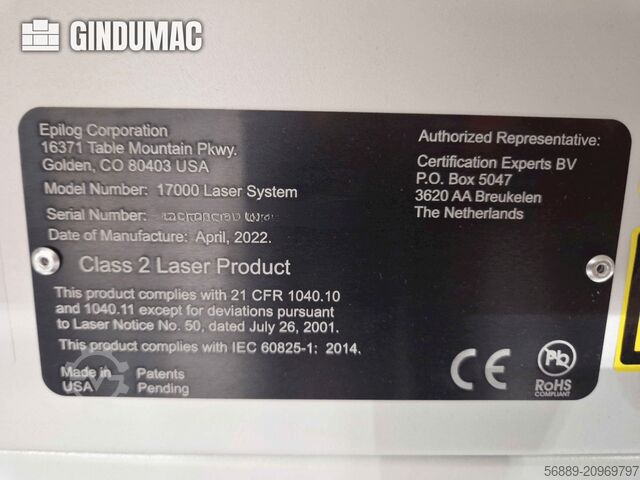 GINDUMAC
Epilog Corporation
16371 Table Mountain Pkwy.
Golden, CO 80403 USA
Model Number: 17000 Laser System
Serial Number:
Date of Manufacture: April, 2022.
Class 2 Laser Product
This product complies with 21 CFR 1040.10
and 1040.11 except for deviations pursuant
to Laser Notice No. 50, dated July 26, 2001.
This product complies with IEC 60825-1: 2014.
Made in
USA
Patents
Pending
Authorized Representative:
Certification Experts BV
P.O. Box 5047
3620 AA Breukelen
The Netherlands
CE
Pb
RoHS
COMPLIANT
56889-20969797